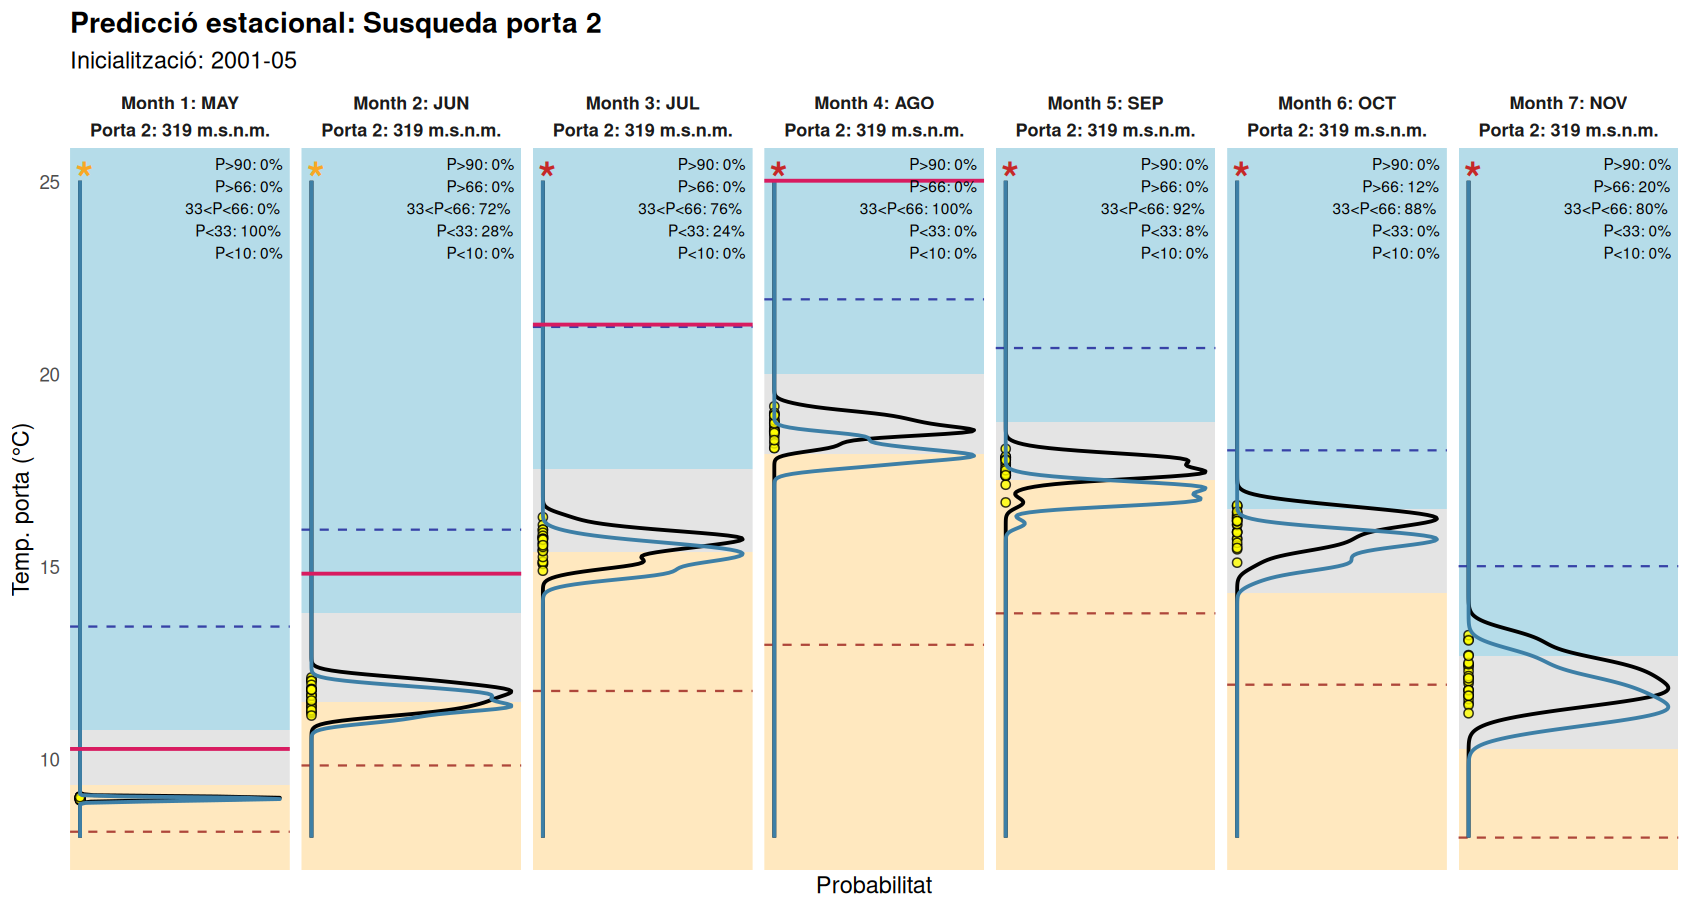 Predicció estacional: Susqueda porta 2
Inicialització: 2001-05
Month 1: MAY
Porta 2: 319 m.s.n.m.
Month 2: JUN
Porta 2: 319 m.s.n.m.
Month 3: JUL
Porta 2: 319 m.s.n.m.
Month 4: AGO
Porta 2: 319 m.s.n.m.
Month 5: SEP
Porta 2: 319 m.s.n.m.
Month 6: OCT
Porta 2: 319 m.s.n.m.
Month 7: NOV
Porta 2: 319 m.s.n.m.
*
P>90: 0%
P>66: 0%
33<P<66: 0%
P<33: 100%
P<10: 0%
*
P>90: 0%
P>66: 0%
33<P<66: 72%
P<33: 28%
P<10: 0%
*
P>90: 0%
P>66: 0%
33<P<66: 76%
P<33: 24%
P<10: 0%
*
P>90: 0%
P>66: 0%
33<P<66: 100%
P<33: 0%
P<10: 0%
*
P>90: 0%
P>66: 0%
33<P<66: 92%
P<33: 8%
P<10: 0%
*
P>90: 0%
P>66: 12%
33<P<66: 88%
P<33: 0%
P<10: 0%
*
P>90: 0%
P>66: 20%
33<P<66: 80%
P<33: 0%
P<10: 0%
25
20
15
10
Temp. porta (°C)
Probabilitat